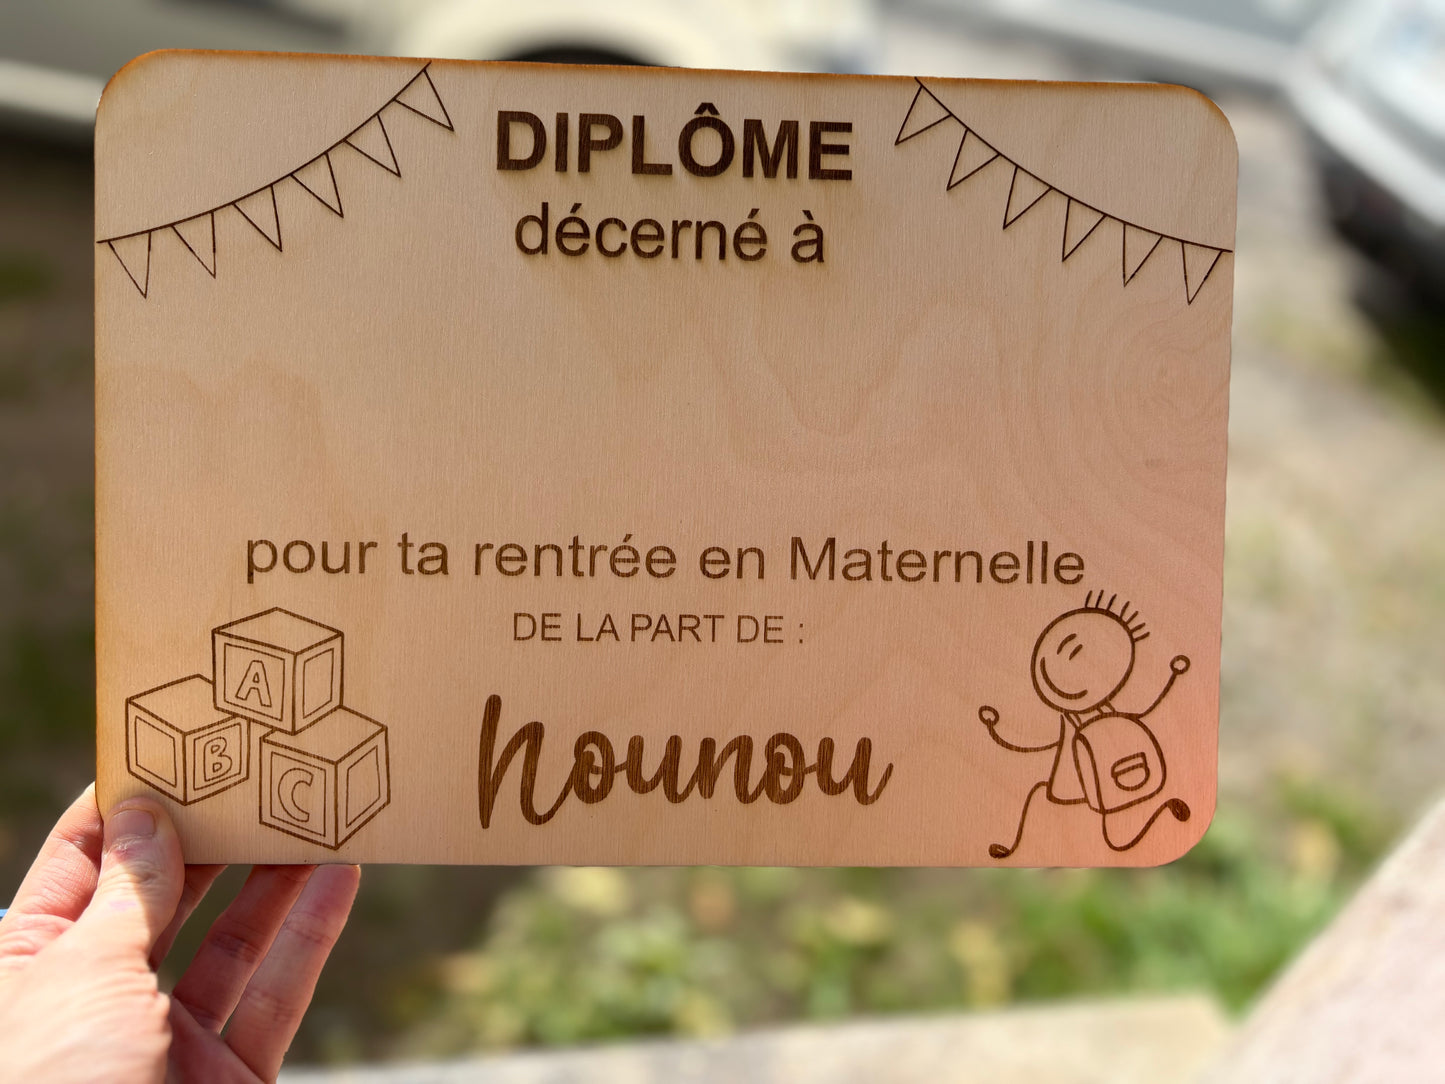 DIPLÔME
décerné à
pour ta rentrée en Maternelle
DE LA PART DE :
Nounou
A
B
C